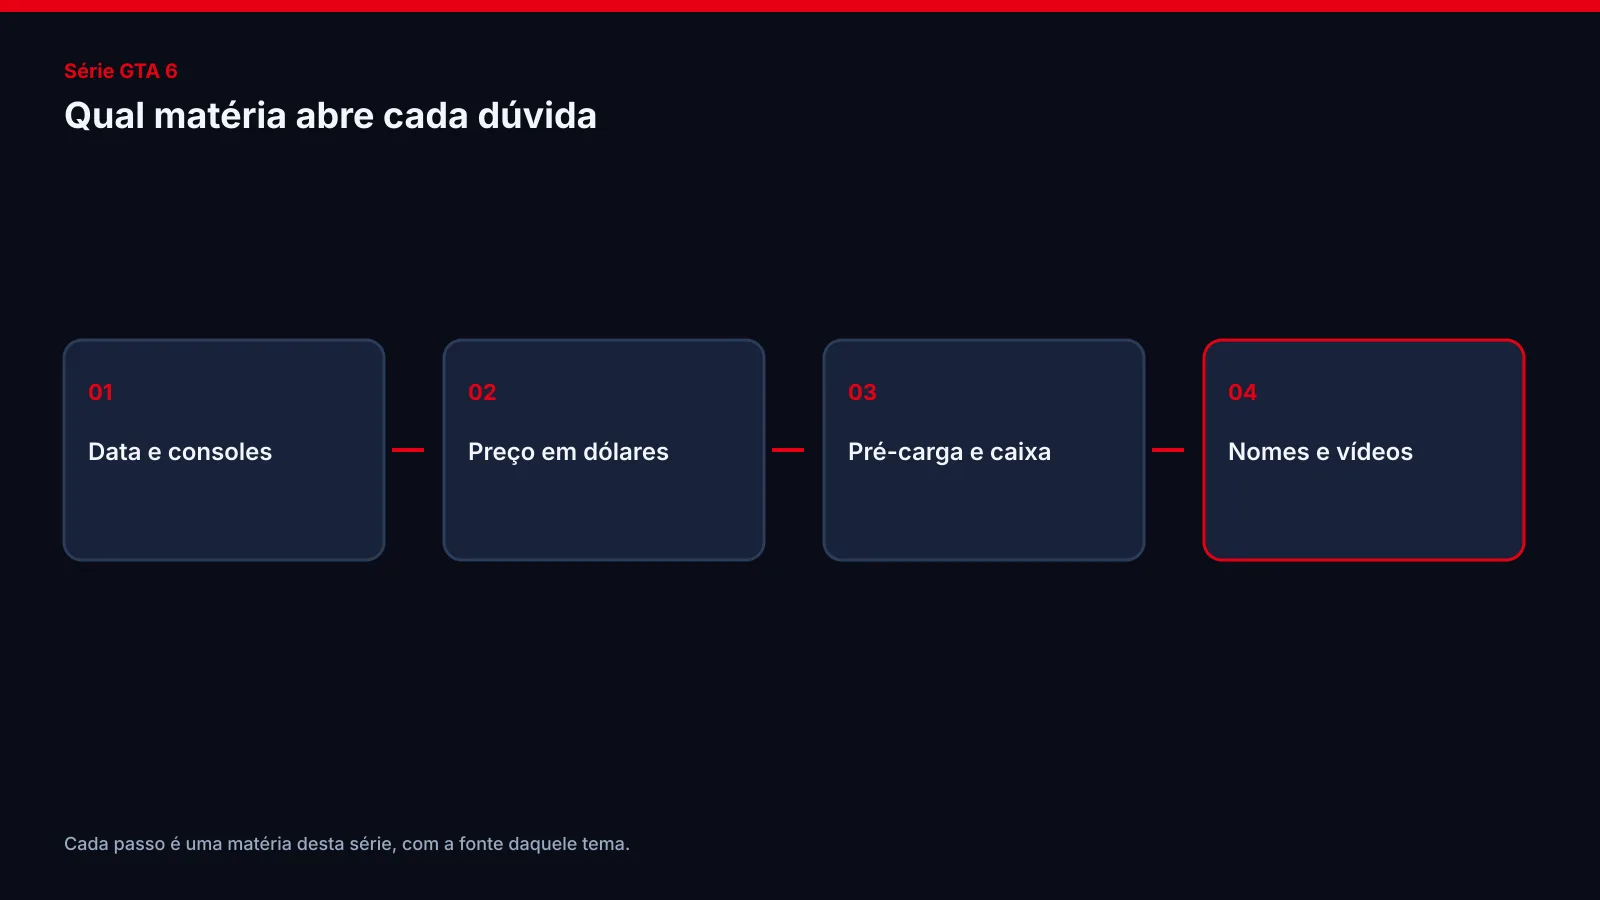 Série GTA 6
Qual matéria abre cada dúvida
01
Data e consoles
02
Preço em dólares
03
Pré-carga e caixa
04
Nomes e vídeos
Cada passo é uma matéria desta série, com a fonte daquele tema.